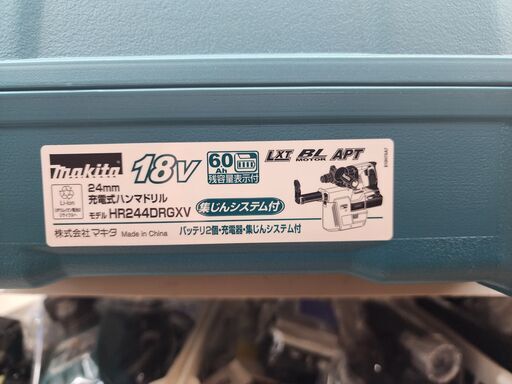 makita 18V 6.0Ah 残容量表示付 LXT BL MOTOR APT
Li-ion
24mm
充電式ハンマドリル
モデル HR244DRGXV 集じんシステム付
株式会社マキタ Made in China
バッテリ2個・充電器・集じんシステム付